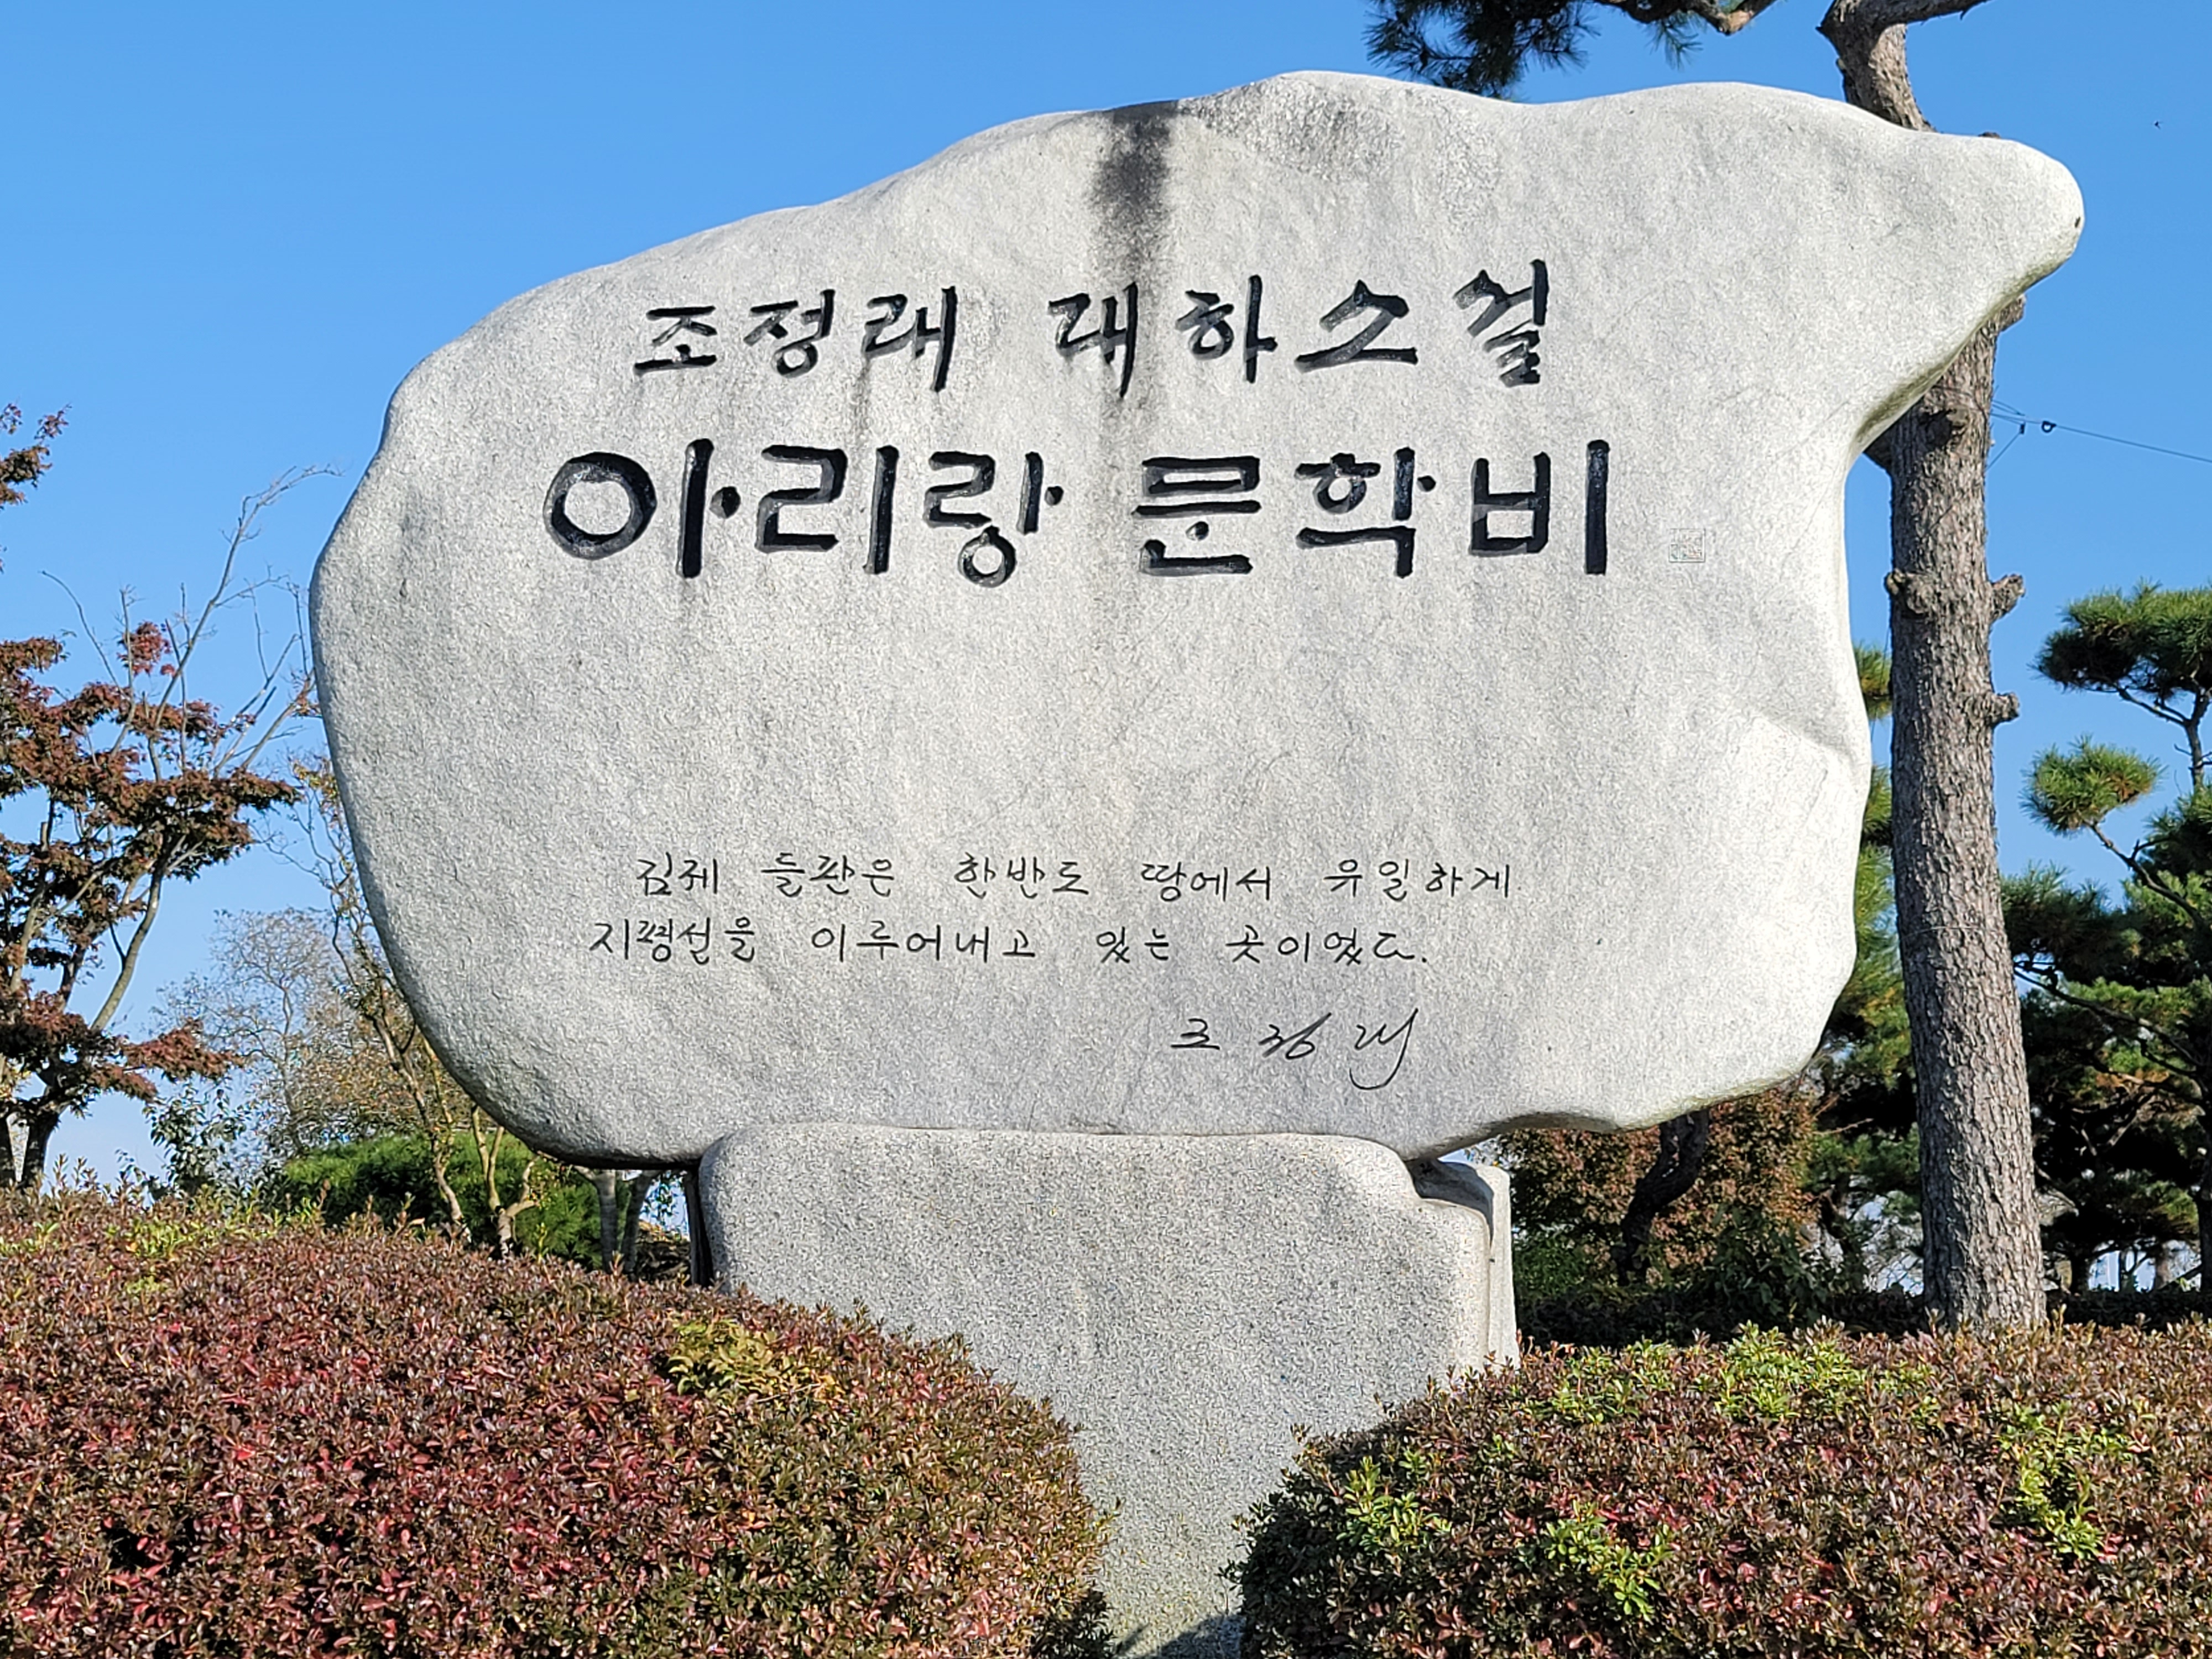 조정래 대하소설
아리랑 문학비
김제 들판은 한반도 땅에서 유일하게
지평선을 이루어내고 있는 곳이었다.
조정래